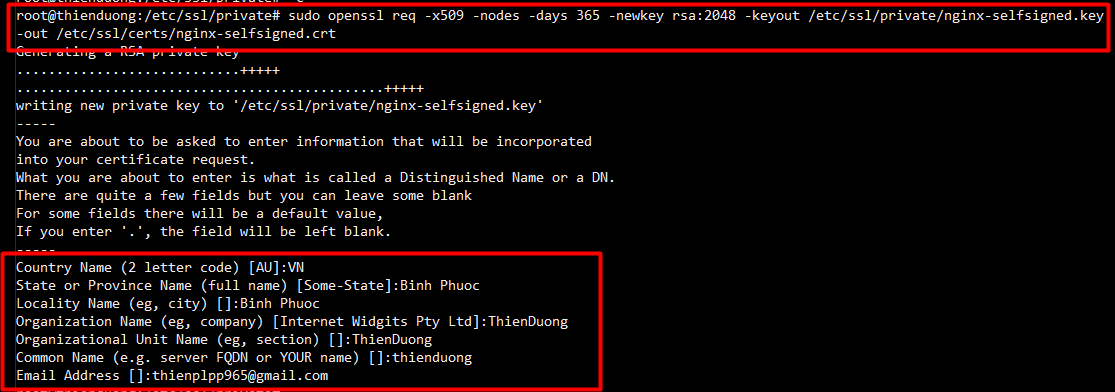 root@thienduong:/etc/ssl/private# sudo openssl req -x509 -nodes -days 365 -newkey rsa:2048 -keyout /etc/ssl/private/nginx-selfsigned.key
-out /etc/ssl/certs/nginx-selfsigned.crt
Generating a RSA private key
............................+++++
..................................................+++++
writing new private key to '/etc/ssl/private/nginx-selfsigned.key'
-----
You are about to be asked to enter information that will be incorporated
into your certificate request.
What you are about to enter is what is called a Distinguished Name or a DN.
There are quite a few fields but you can leave some blank
For some fields there will be a default value,
If you enter '.', the field will be left blank.
-----
Country Name (2 letter code) [AU]:VN
State or Province Name (full name) [Some-State]:Binh Phuoc
Locality Name (eg, city) []:Binh Phuoc
Organization Name (eg, company) [Internet Widgits Pty Ltd]:ThienDuong
Organizational Unit Name (eg, section) []:ThienDuong
Common Name (e.g. server FQDN or YOUR name) []:thienduong
Email Address []:thienplpp965@gmail.com